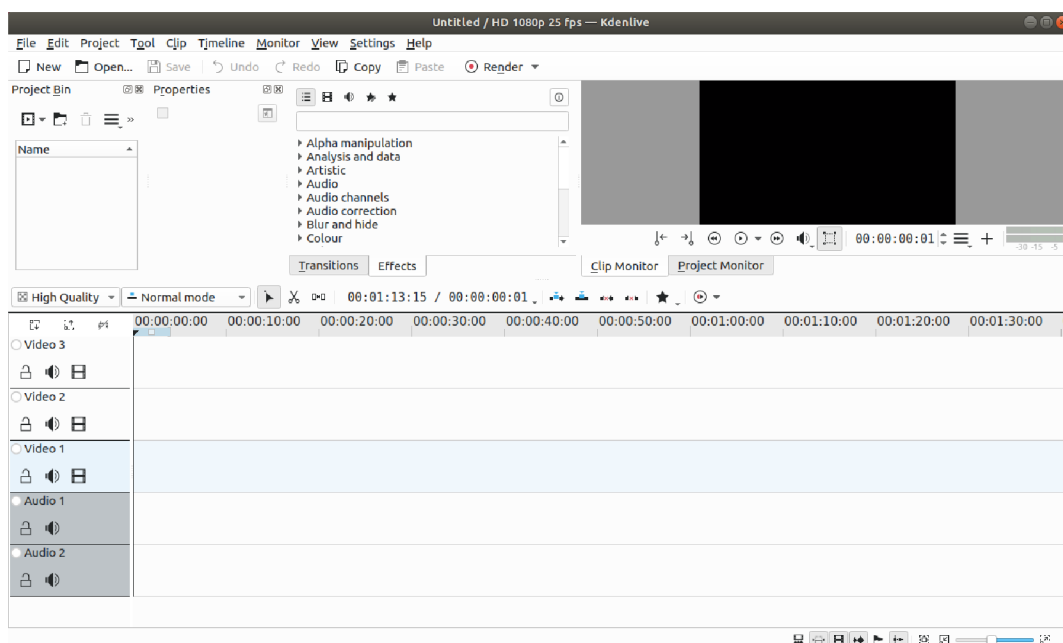 Untitled / HD 1080p 25 fps — Kdenlive
File Edit Project Tool Clip Timeline Monitor View Settings Help
New Open... Save Undo Redo Copy Paste Render
Project Bin Properties
Name
Alpha manipulation
Analysis and data
Artistic
Audio
Audio channels
Audio correction
Blur and hide
Colour
00:00:00:01
-30 -15 -5
Transitions Effects Clip Monitor Project Monitor
High Quality Normal mode 00:01:13:15 / 00:00:00:01
00:00:00:00 00:00:10:00 00:00:20:00 00:00:30:00 00:00:40:00 00:00:50:00 00:01:00:00 00:01:10:00 00:01:20:00 00:01:30:00
Video 3
Video 2
Video 1
Audio 1
Audio 2